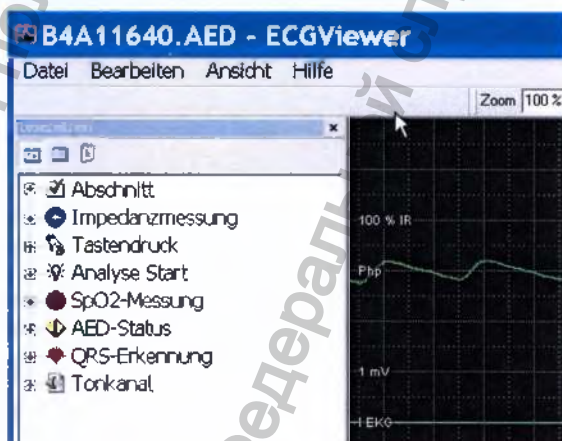 B4A11640.AED - ECGViewer
Datei Bearbeiten Ansicht Hilfe
Zoom 100 %
Abschnitt
Impedanzmessung
Tastendruck
Analyse Start
SpO2-Messung
AED-Status
QRS-Erkennung
Tonkanal
100 % IR
Php
1 mV
I EKG